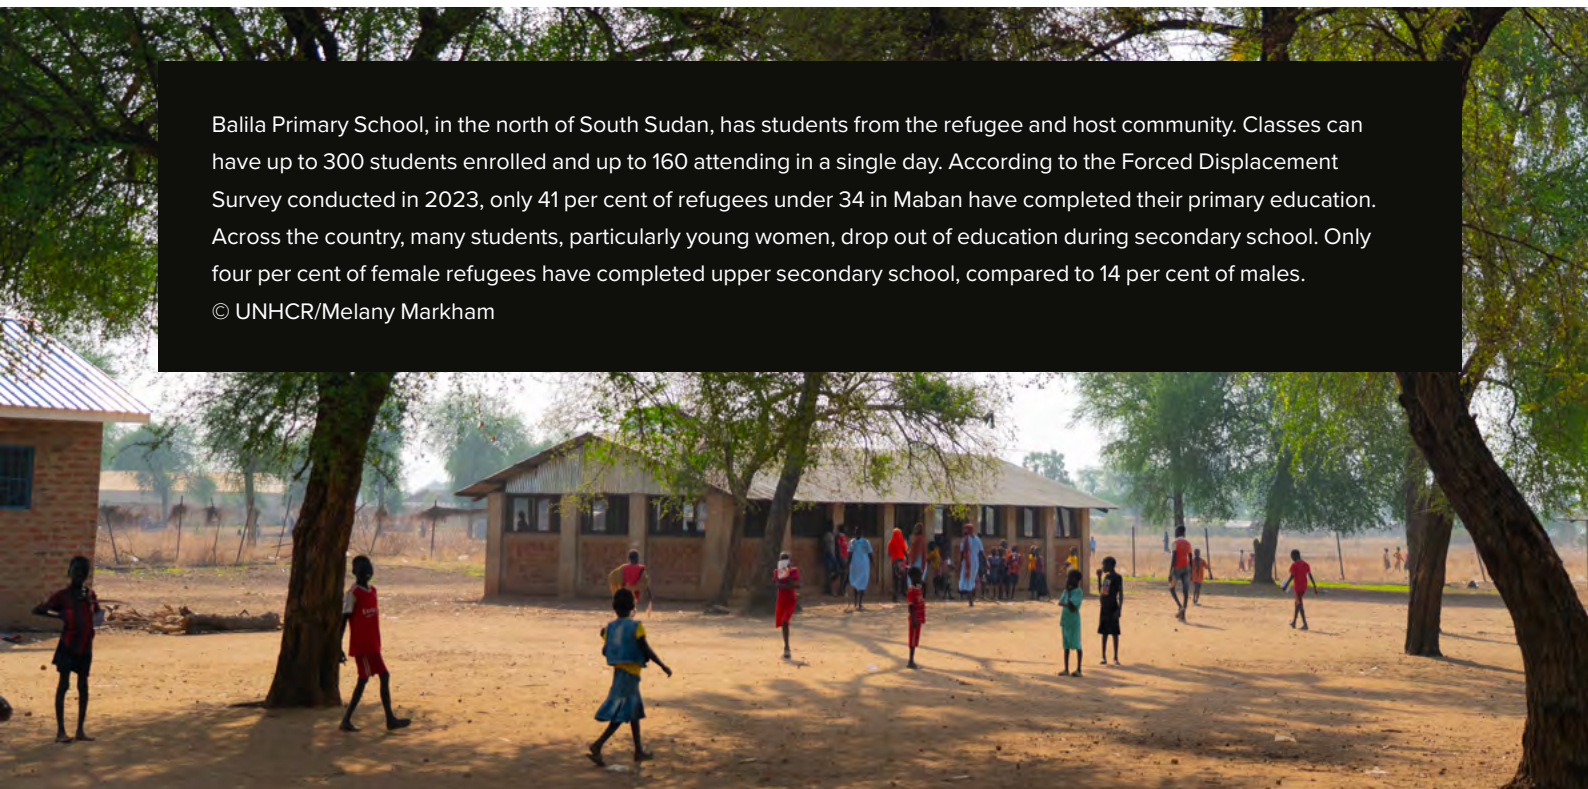 Balila Primary School, in the north of South Sudan, has students from the refugee and host community. Classes can
have up to 300 students enrolled and up to 160 attending in a single day. According to the Forced Displacement
Survey conducted in 2023, only 41 per cent of refugees under 34 in Maban have completed their primary education.
Across the country, many students, particularly young women, drop out of education during secondary school. Only
four per cent of female refugees have completed upper secondary school, compared to 14 per cent of males.
© UNHCR/Melany Markham